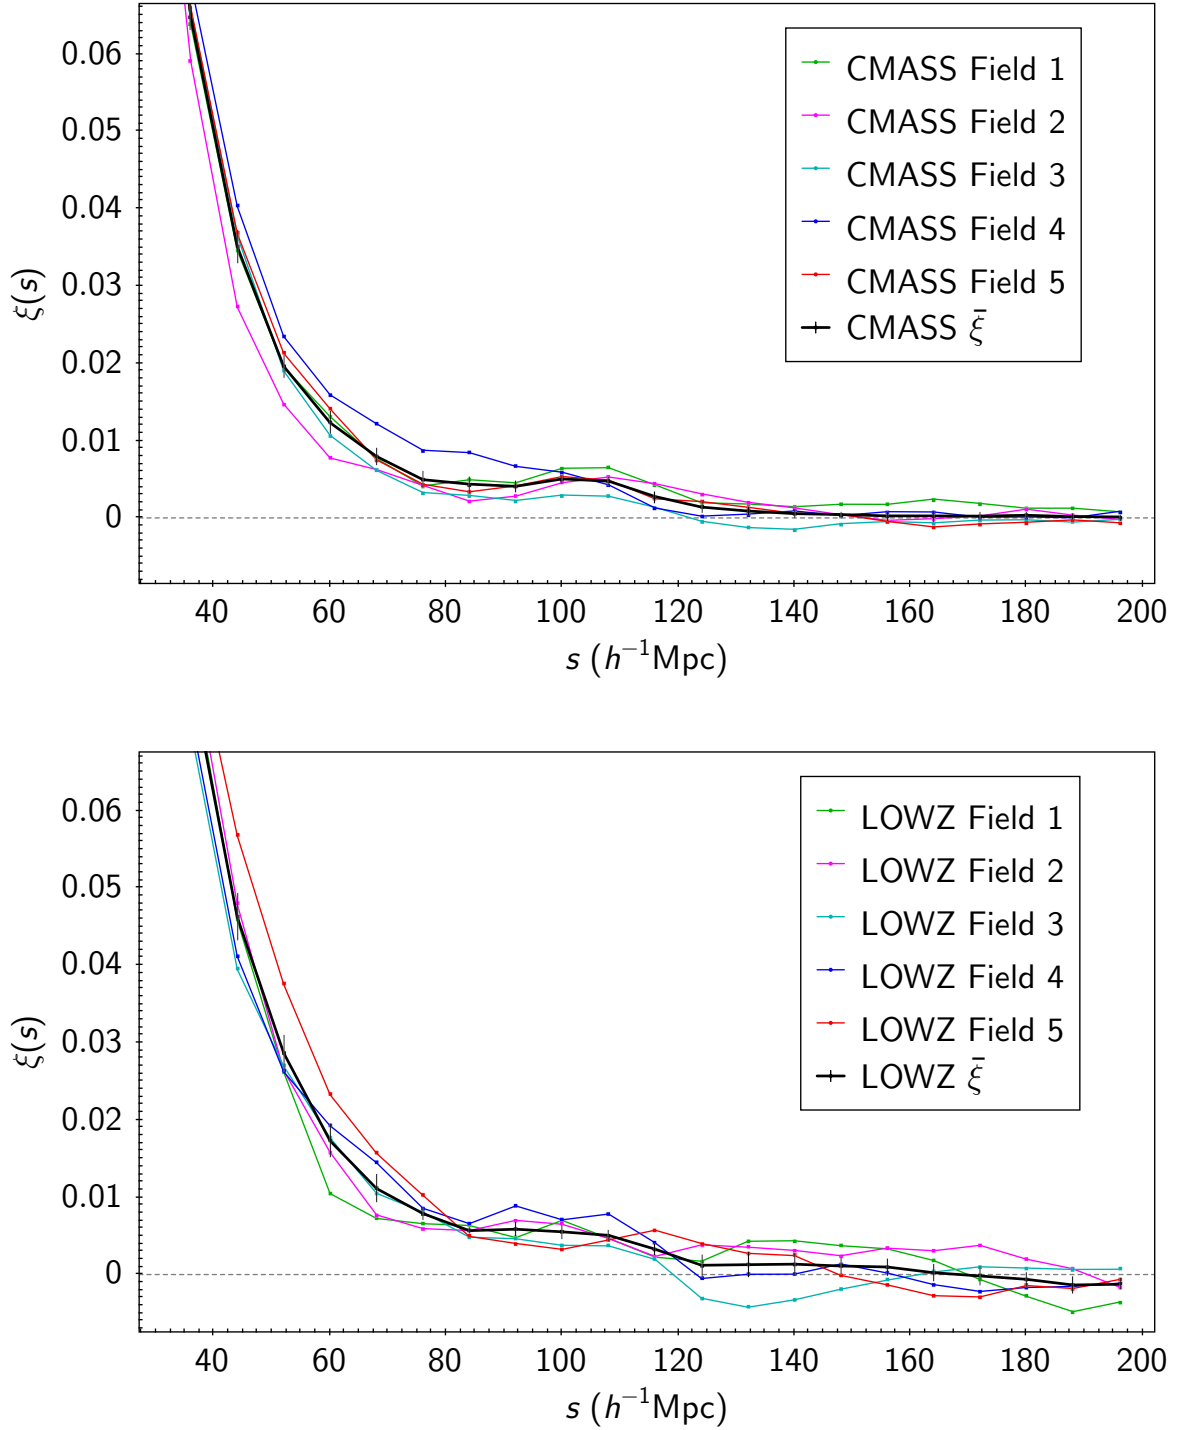 0.06
0.05
0.04
0.03
0.02
0.01
0
ξ(s)
CMASS Field 1
CMASS Field 2
CMASS Field 3
CMASS Field 4
CMASS Field 5
CMASS ξ̄
40 60 80 100 120 140 160 180 200
s (h⁻¹Mpc)
0.06
0.05
0.04
0.03
0.02
0.01
0
ξ(s)
LOWZ Field 1
LOWZ Field 2
LOWZ Field 3
LOWZ Field 4
LOWZ Field 5
LOWZ ξ̄
40 60 80 100 120 140 160 180 200
s (h⁻¹Mpc)